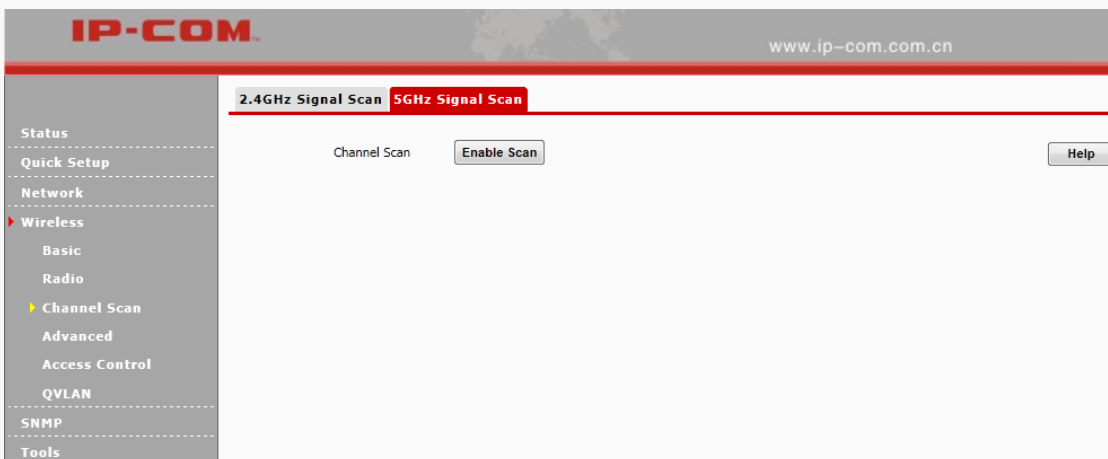 IP-COM
www.ip-com.com.cn
2.4GHz Signal Scan 5GHz Signal Scan
Status
Channel Scan Enable Scan Help
Quick Setup
Network
Wireless
Basic
Radio
Channel Scan
Advanced
Access Control
QVLAN
SNMP
Tools